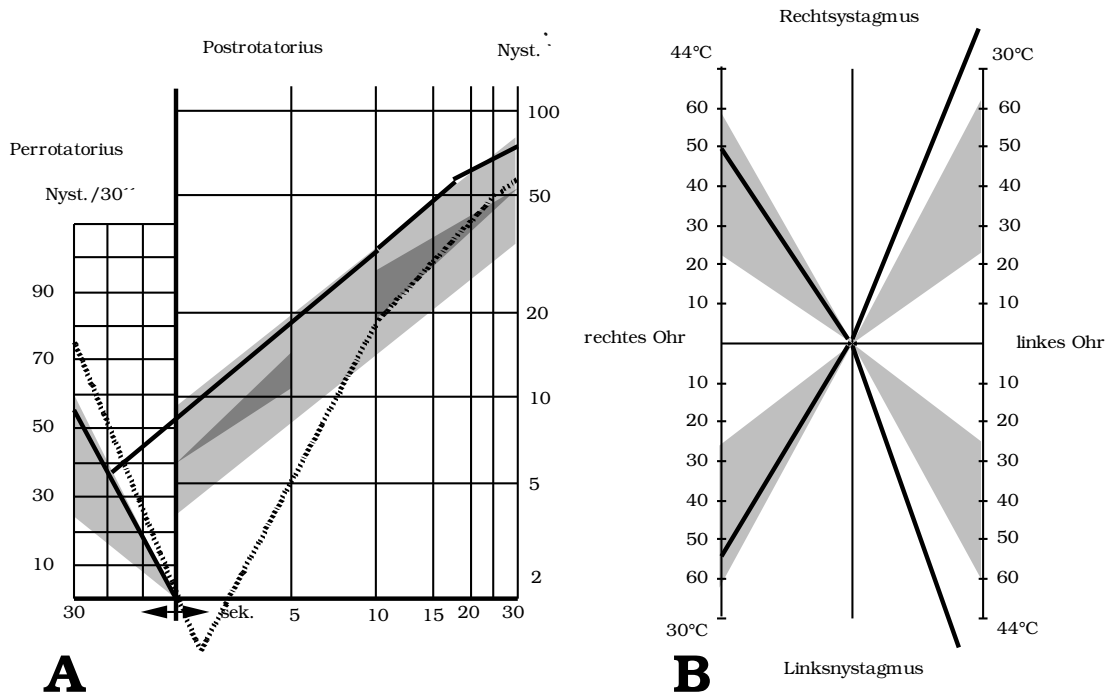 Postrotatorius
Nyst.
Perrotatorius
Nyst./30´´
100
50
20
10
5
2
90
70
50
30
10
30
sek.
5 10 15 20 30
A
Rechtsystagmus
44°C
30°C
60 60
50 50
40 40
30 30
20 20
10 10
rechtes Ohr
linkes Ohr
10 10
20 20
30 30
40 40
50 50
60 60
30°C
44°C
Linksnystagmus
B